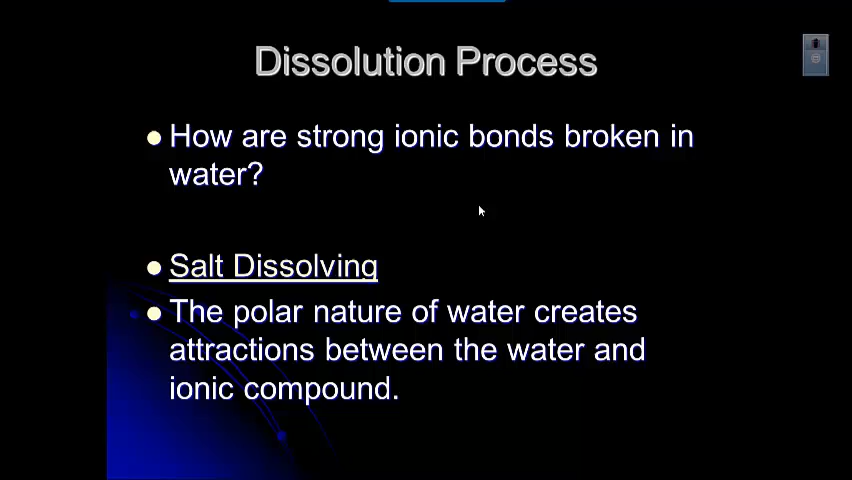 Dissolution Process
How are strong ionic bonds broken in
water?
Salt Dissolving
The polar nature of water creates
attractions between the water and
ionic compound.